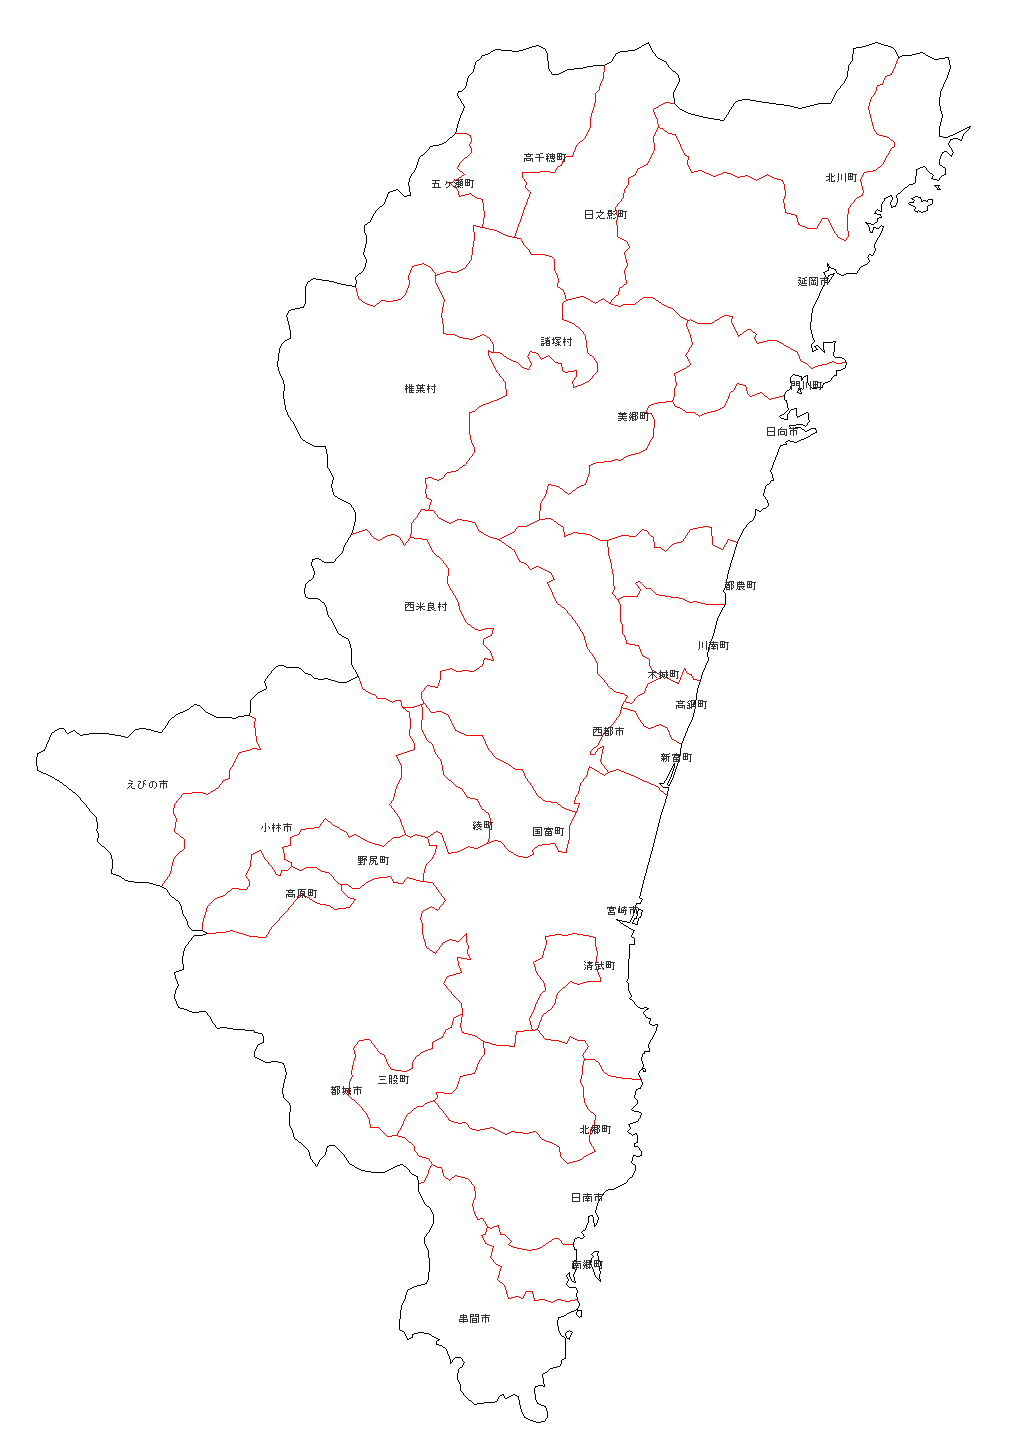 高千穂町
北川町
五ヶ瀬町
日之影町
延岡市
諸塚村
門川町
椎葉村
美郷町
日向市
都農町
西米良村
川南町
木城町
高鍋町
西都市
新富町
えびの市
綾町
小林市
国富町
野尻町
高原町
宮崎市
清武町
三股町
都城市
北郷町
日南市
南郷町
串間市